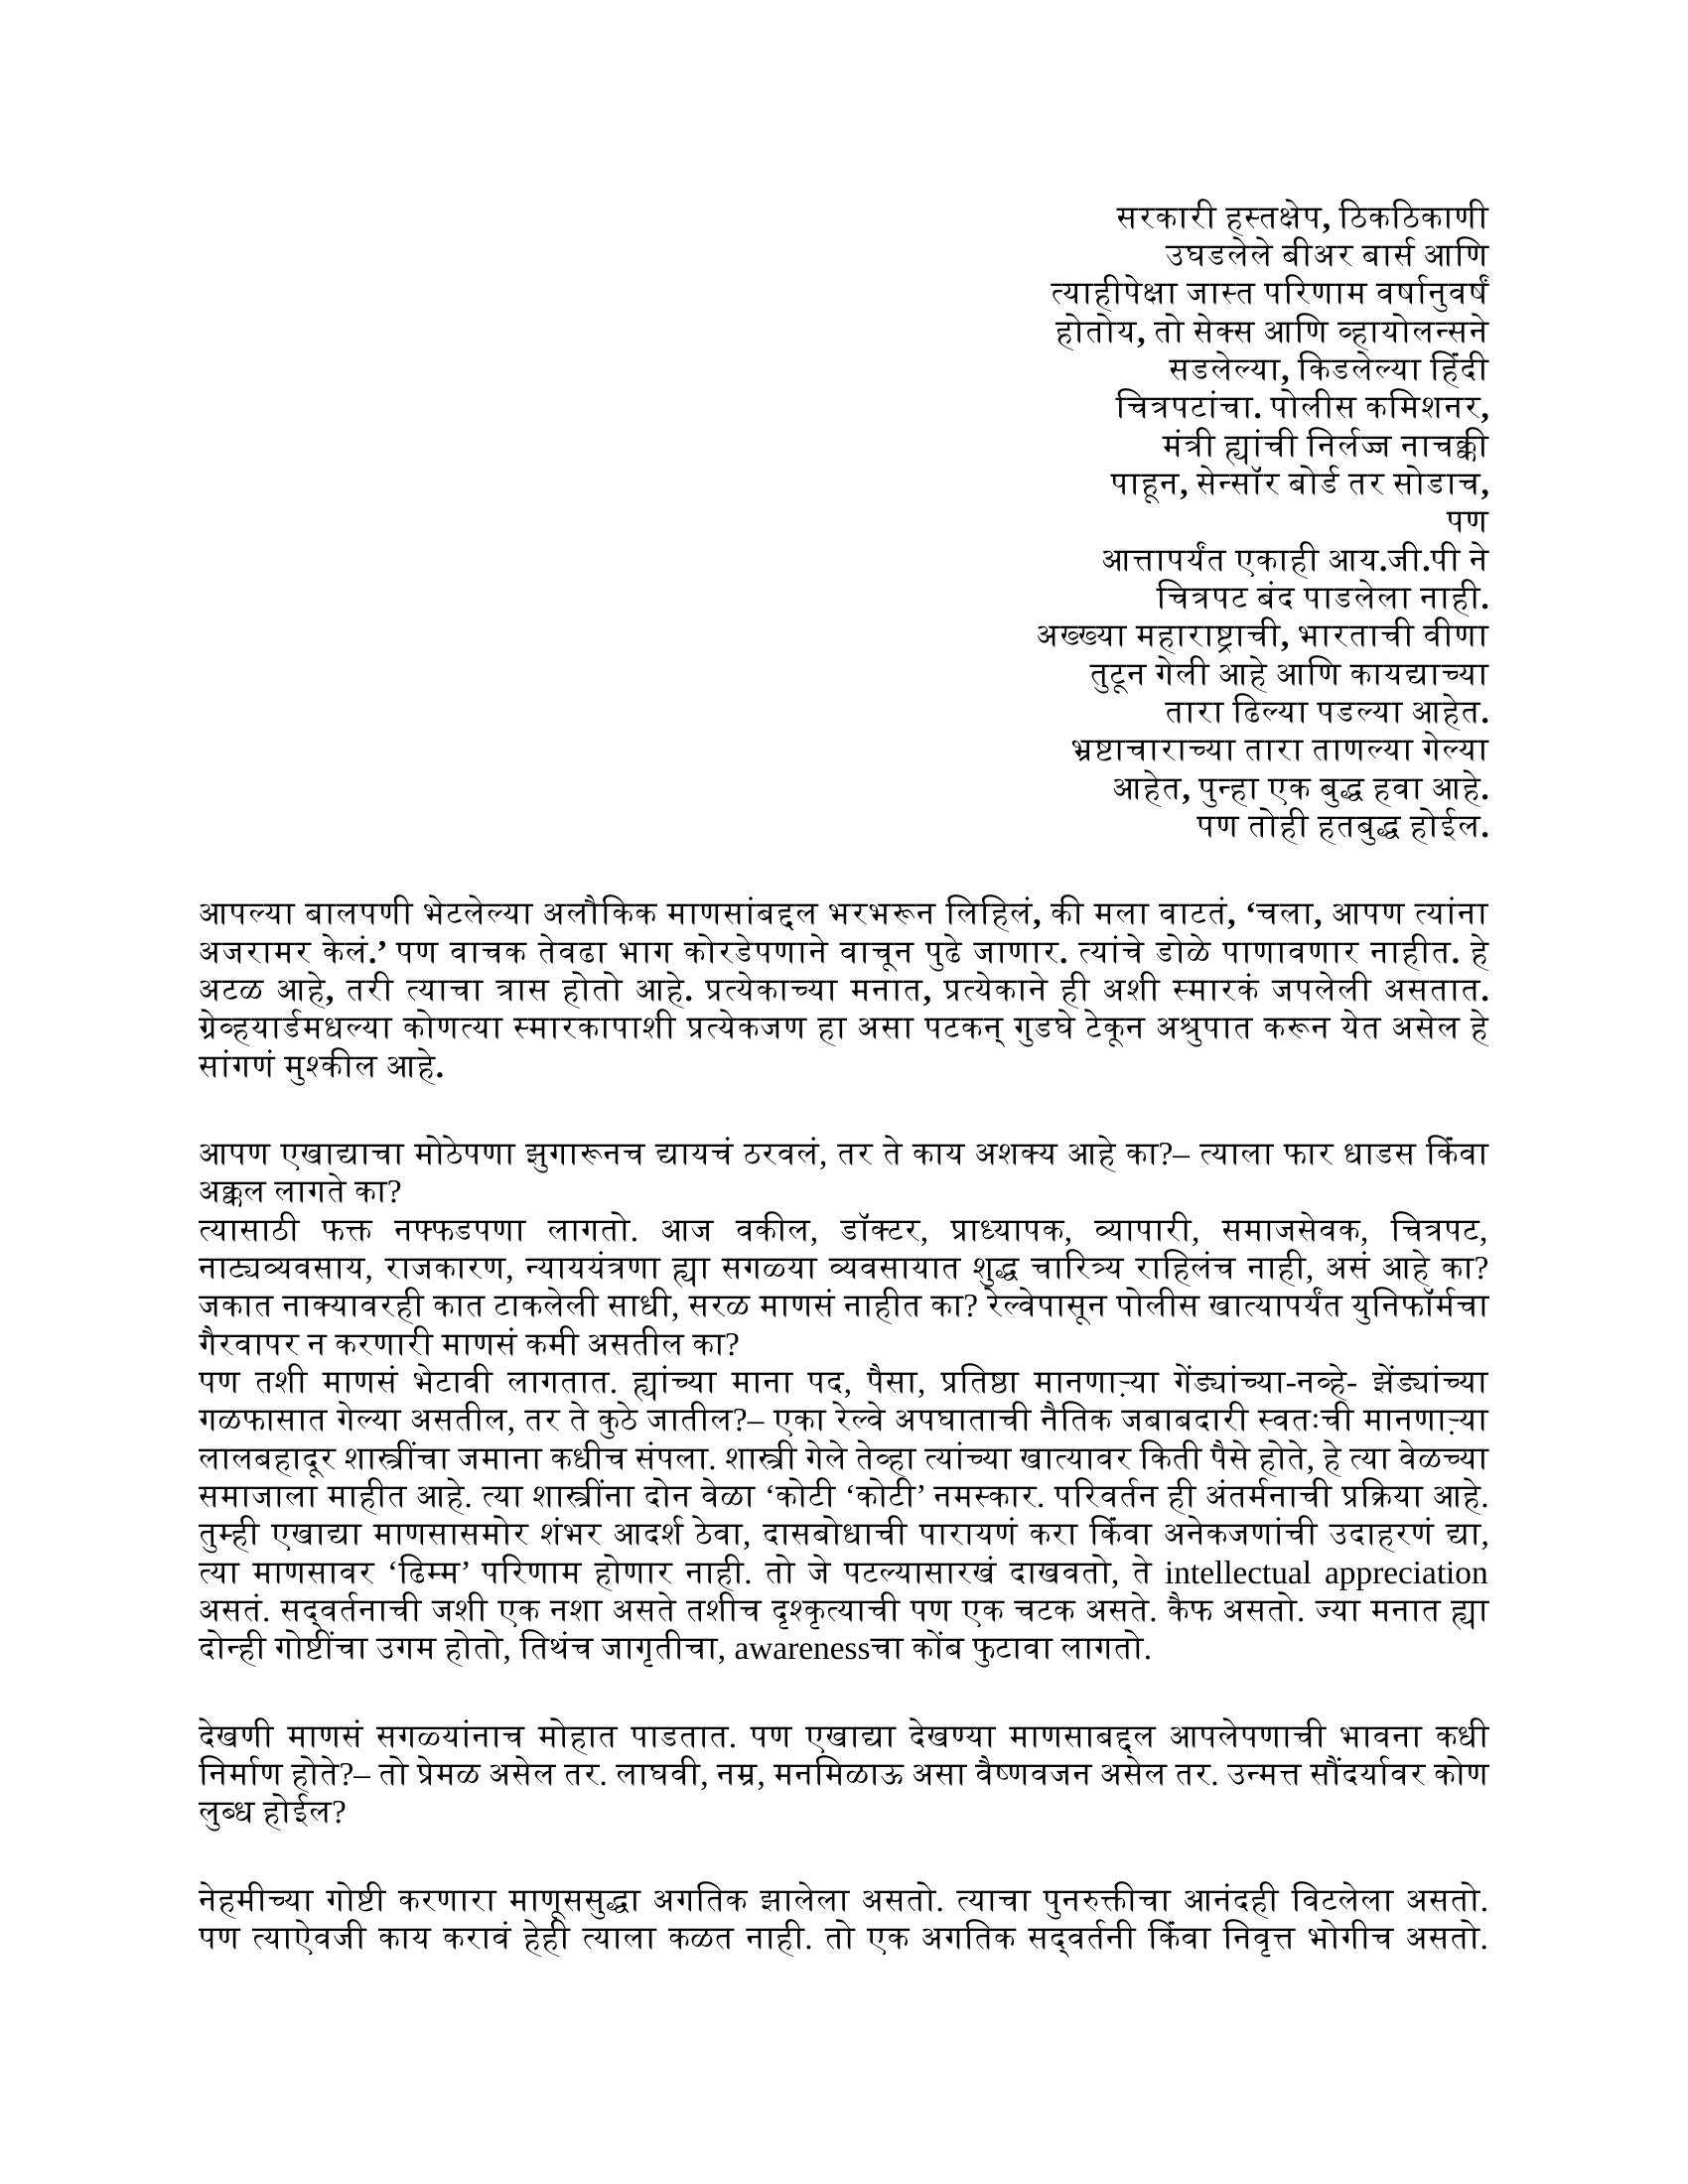 सरकारी हस्तक्षेप, ठिकठिकाणी
उघडलेले बीअर बार्स आणि
त्याहीपेक्षा जास्त परिणाम वर्षानुवर्षं
होतोय, तो सेक्स आणि व्हायोलन्सने
सडलेल्या, किडलेल्या हिंदी
चित्रपटांचा. पोलीस कमिशनर,
मंत्री ह्यांची निर्लज्ज नाचक्की
पाहून, सेन्सॉर बोर्ड तर सोडाच,
पण
आत्तापर्यंत एकाही आय.जी.पी ने
चित्रपट बंद पाडलेला नाही.
अख्ख्या महाराष्ट्राची, भारताची वीणा
तुटून गेली आहे आणि कायद्याच्या
तारा ढिल्या पडल्या आहेत.
भ्रष्टाचाराच्या तारा ताणल्या गेल्या
आहेत, पुन्हा एक बुद्ध हवा आहे.
पण तोही हतबुद्ध होईल.
आपल्या बालपणी भेटलेल्या अलौकिक माणसांबद्दल भरभरून लिहिलं, की मला वाटतं, ‘चला, आपण त्यांना
अजरामर केलं.’ पण वाचक तेवढा भाग कोरडेपणाने वाचून पुढे जाणार. त्यांचे डोळे पाणावणार नाहीत. हे
अटळ आहे, तरी त्याचा त्रास होतो आहे. प्रत्येकाच्या मनात, प्रत्येकाने ही अशी स्मारकं जपलेली असतात.
ग्रेव्हयार्डमधल्या कोणत्या स्मारकापाशी प्रत्येकजण हा असा पटकन् गुडघे टेकून अश्रुपात करून येत असेल हे
सांगणं मुश्कील आहे.
आपण एखाद्याचा मोठेपणा झुगारूनच द्यायचं ठरवलं, तर ते काय अशक्य आहे का?– त्याला फार धाडस किंवा
अक्कल लागते का?
त्यासाठी फक्त नफ्फडपणा लागतो. आज वकील, डॉक्टर, प्राध्यापक, व्यापारी, समाजसेवक, चित्रपट,
नाट्यव्यवसाय, राजकारण, न्याययंत्रणा ह्या सगळ्या व्यवसायात शुद्ध चारित्र्य राहिलंच नाही, असं आहे का?
जकात नाक्यावरही कात टाकलेली साधी, सरळ माणसं नाहीत का? रेल्वेपासून पोलीस खात्यापर्यंत युनिफॉर्मचा
गैरवापर न करणारी माणसं कमी असतील का?
पण तशी माणसं भेटावी लागतात. ह्यांच्या माना पद, पैसा, प्रतिष्ठा मानणाऱ्या गेंड्यांच्या-नव्हे- झेंड्यांच्या
गळफासात गेल्या असतील, तर ते कुठे जातील?– एका रेल्वे अपघाताची नैतिक जबाबदारी स्वतःची मानणाऱ्या
लालबहादूर शास्त्रींचा जमाना कधीच संपला. शास्त्री गेले तेव्हा त्यांच्या खात्यावर किती पैसे होते, हे त्या वेळच्या
समाजाला माहीत आहे. त्या शास्त्रींना दोन वेळा ‘कोटी ‘कोटी’ नमस्कार. परिवर्तन ही अंतर्मनाची प्रक्रिया आहे.
तुम्ही एखाद्या माणसासमोर शंभर आदर्श ठेवा, दासबोधाची पारायणं करा किंवा अनेकजणांची उदाहरणं द्या,
त्या माणसावर ‘ढिम्म’ परिणाम होणार नाही. तो जे पटल्यासारखं दाखवतो, ते intellectual appreciation
असतं. सद्‌वर्तनाची जशी एक नशा असते तशीच दृश्कृत्याची पण एक चटक असते. कैफ असतो. ज्या मनात ह्या
दोन्ही गोष्टींचा उगम होतो, तिथंच जागृतीचा, awarenessचा कोंब फुटावा लागतो.
देखणी माणसं सगळ्यांनाच मोहात पाडतात. पण एखाद्या देखण्या माणसाबद्दल आपलेपणाची भावना कधी
निर्माण होते?– तो प्रेमळ असेल तर. लाघवी, नम्र, मनमिळाऊ असा वैष्णवजन असेल तर. उन्मत्त सौंदर्यावर कोण
लुब्ध होईल?
नेहमीच्या गोष्टी करणारा माणूससुद्धा अगतिक झालेला असतो. त्याचा पुनरुक्तीचा आनंदही विटलेला असतो.
पण त्याऐवजी काय करावं हेही त्याला कळत नाही. तो एक अगतिक सद्‌वर्तनी किंवा निवृत्त भोगीच असतो.